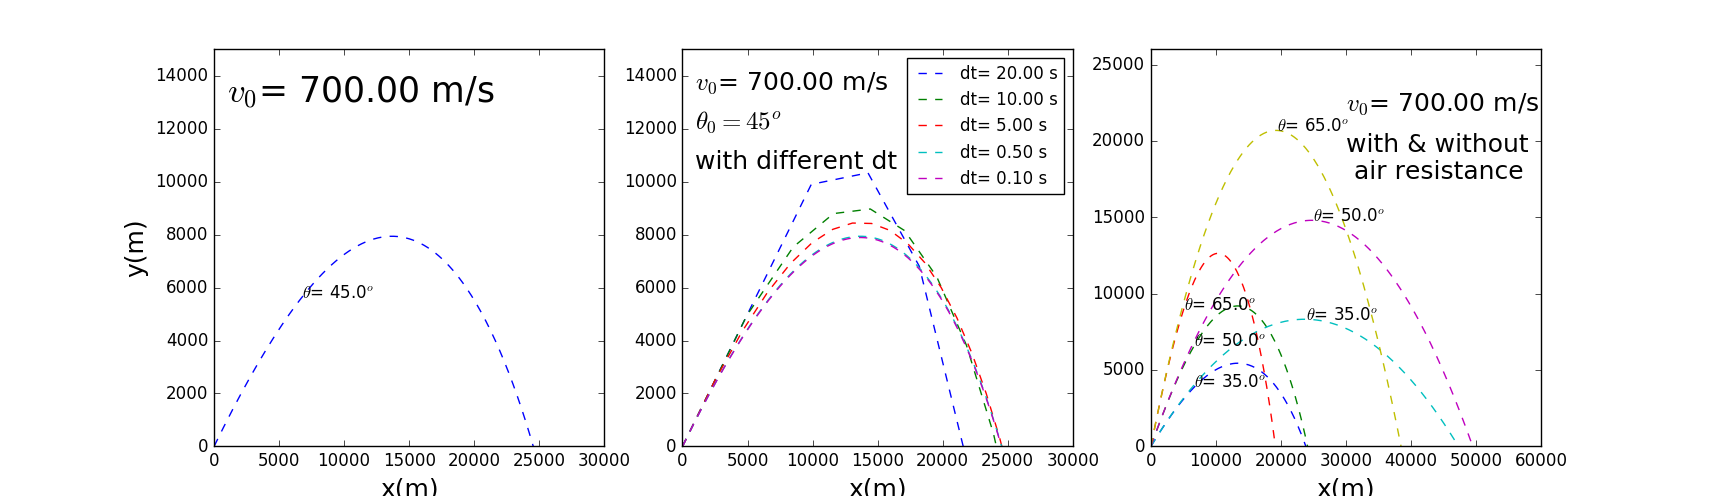 14000
12000
10000
8000
6000
4000
2000
0
y(m)
v₀= 700.00 m/s
θ= 45.0°
0 5000 10000 15000 20000 25000 30000
x(m)
14000
12000
10000
8000
6000
4000
2000
0
v₀= 700.00 m/s
θ₀ = 45°
with different dt
dt= 20.00 s
dt= 10.00 s
dt= 5.00 s
dt= 0.50 s
dt= 0.10 s
0 5000 10000 15000 20000 25000 30000
x(m)
25000
20000
15000
10000
5000
0
v₀= 700.00 m/s
with & without
air resistance
θ= 65.0°
θ= 50.0°
θ= 65.0°
θ= 35.0°
θ= 50.0°
θ= 35.0°
0 10000 20000 30000 40000 50000 60000
x(m)